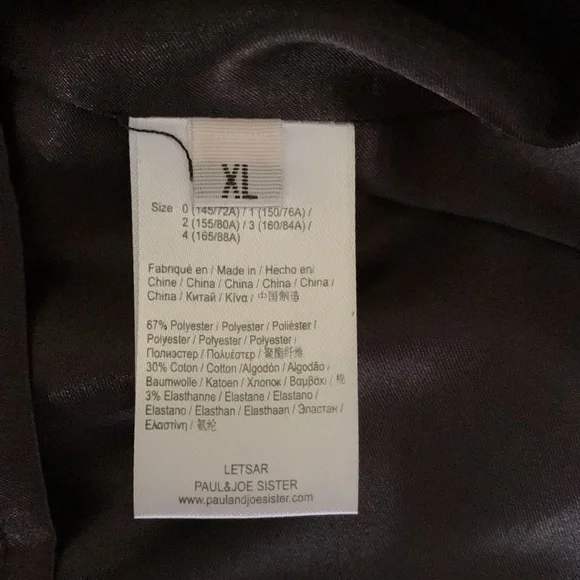 XL
Size 0 (145/72A) / 1 (150/76A) /
2 (155/80A) / 3 (160/84A) /
4 (165/88A)
Fabriqué en / Made in / Hecho en/
Chine / China / China / China / China /
China / Китай / Κίνα / 中国制造
67% Polyester / Polyester / Poliéster /
Polyester / Polyester / Polyester /
Полиэстер / Πολυέστερ / 聚酯纤维
30% Coton / Cotton /Algodón / Algodão /
Baumwolle / Katoen / Хлопок / Βαμβάκι / 棉
3% Elasthanne / Elastane / Elastano /
Elastano / Elasthan / Elasthaan / Эластан /
Ελαστίνη / 氨纶
LETSAR
PAUL&JOE SISTER
www.paulandjoesister.com